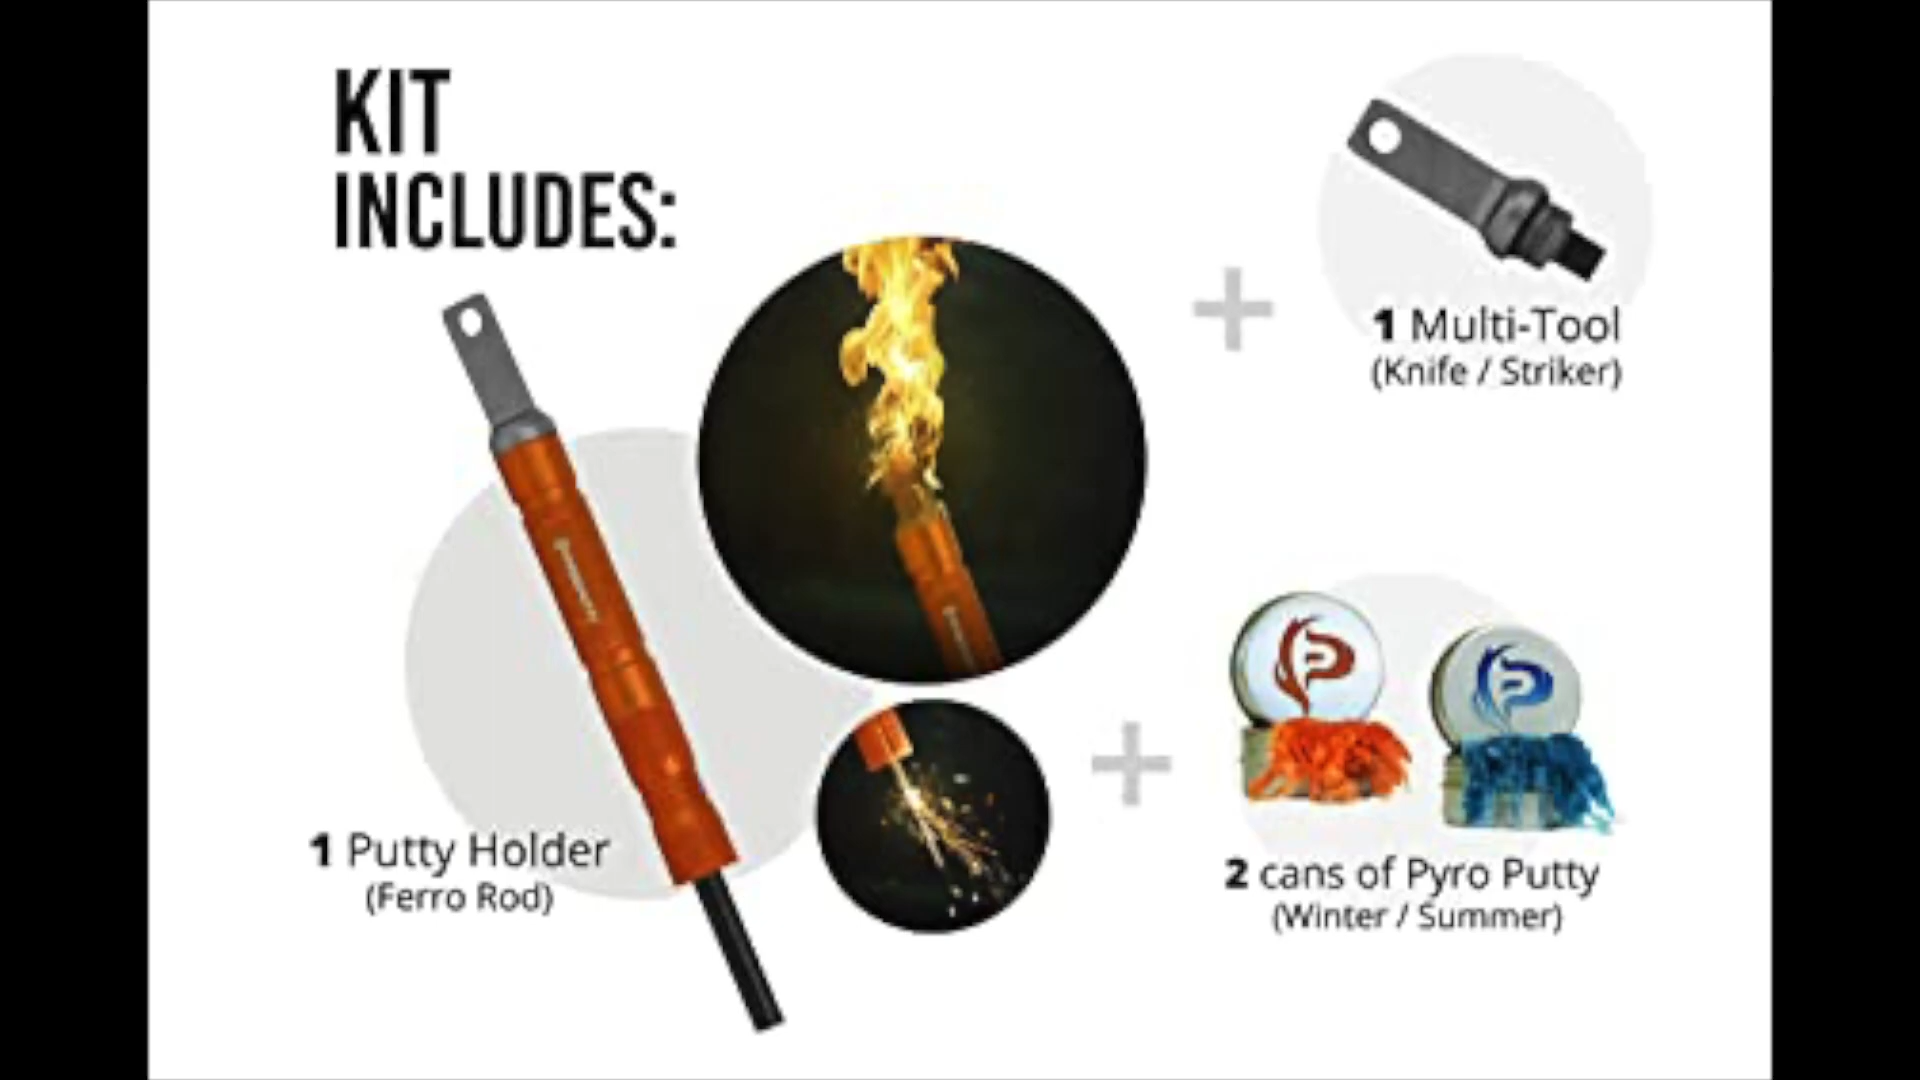 KIT
INCLUDES:
1 Multi-Tool
(Knife / Striker)
1 Putty Holder
(Ferro Rod)
2 cans of Pyro Putty
(Winter / Summer)